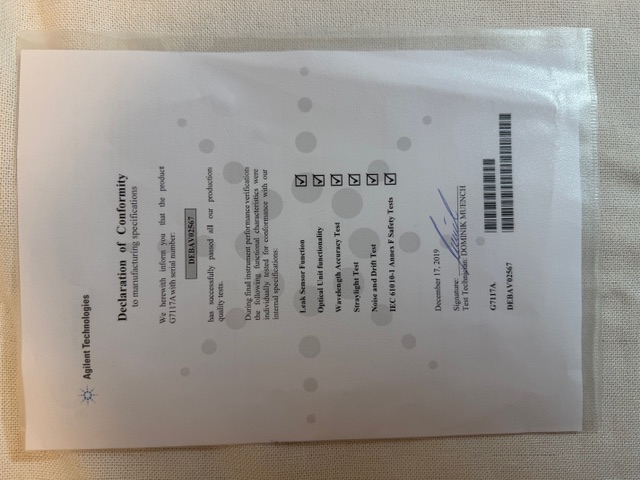 Agilent Technologies
Declaration of Conformity
to manufacturing specifications
We herewith inform you that the product
G7117A with serial number:
DEBAV02567
has successfully passed all our production
quality tests.
During final instrument performance verification
the following functional characteristics were
individually tested for conformance with our
internal specifications:
Leak Sensor Function
Optical Unit functionality
Wavelength Accuracy Test
Straylight Test
Noise and Drift Test
IEC 61010-1 Annex F Safety Tests
December 17, 2019
Signature:
Test Technician: DOMINIK MUENCH
G7117A
DEBAV02567